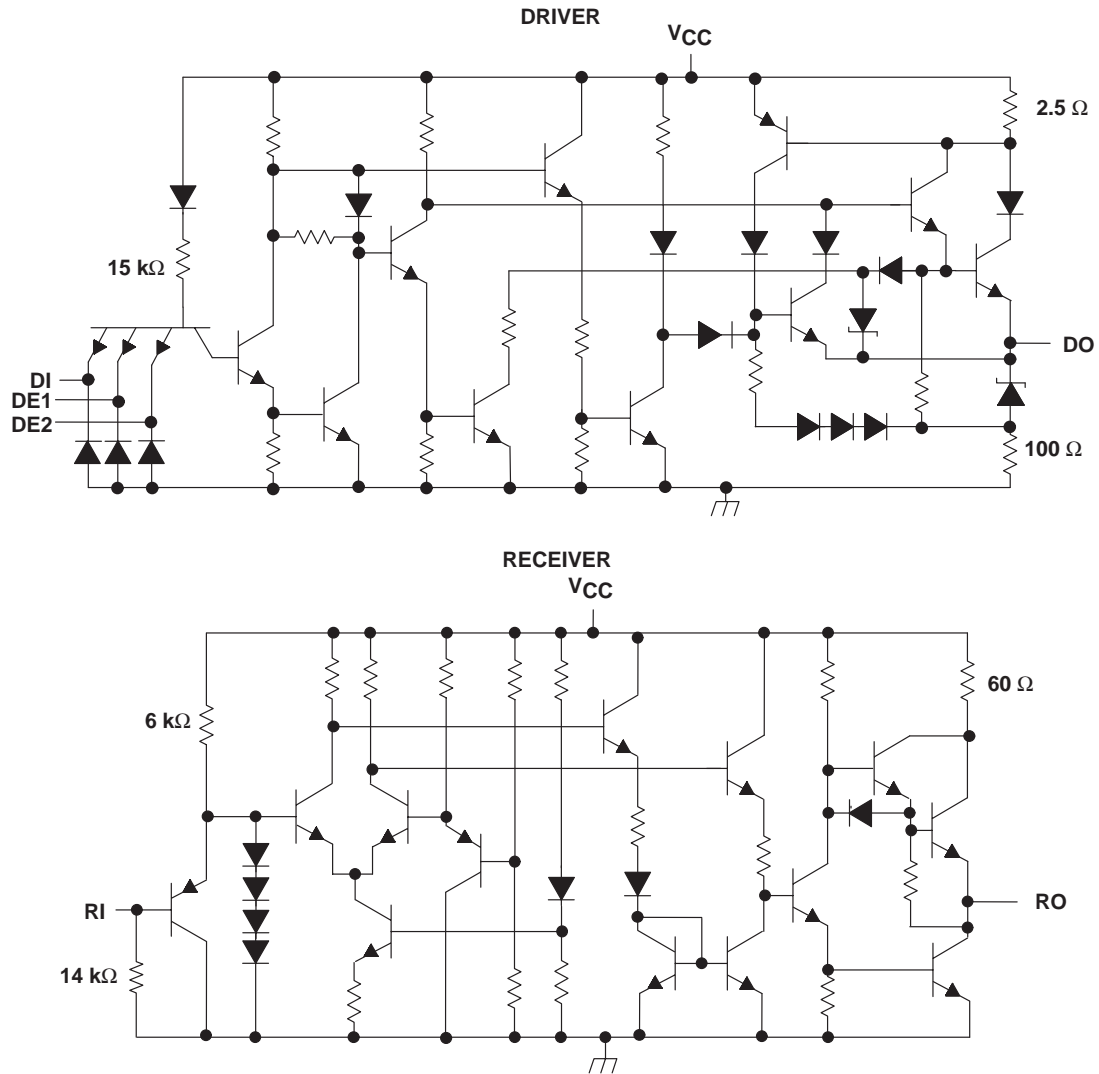 DRIVER
VCC
2.5 Ω
15 kΩ
DI
DE1
DE2
DO
100 Ω
RECEIVER
VCC
6 kΩ
60 Ω
RI
RO
14 kΩ